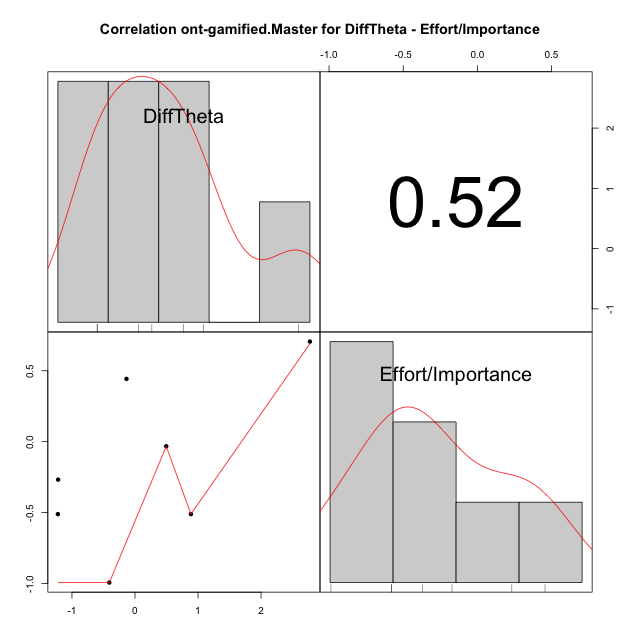 Correlation ont-gamified.Master for DiffTheta - Effort/Importance
-1.0 -0.5 0.0 0.5
DiffTheta
0.52
2
1
0
-1
Effort/Importance
0.5
0.0
-0.5
-1.0
-1 0 1 2